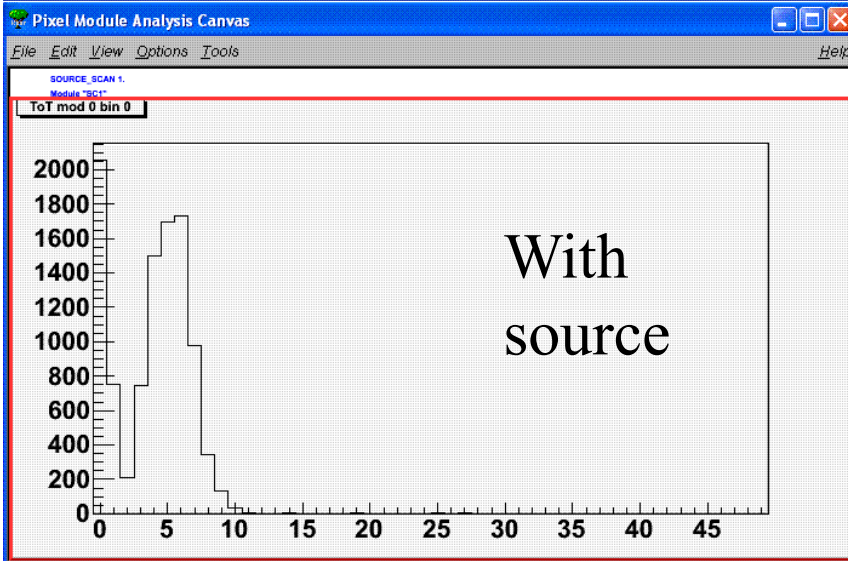 Pixel Module Analysis Canvas
File Edit View Options Tools Help
SOURCE_SCAN 1.
Module "SC1"
ToT mod 0 bin 0
2000
1800
1600
1400
1200
1000
800
600
400
200
0
With
source
0 5 10 15 20 25 30 35 40 45